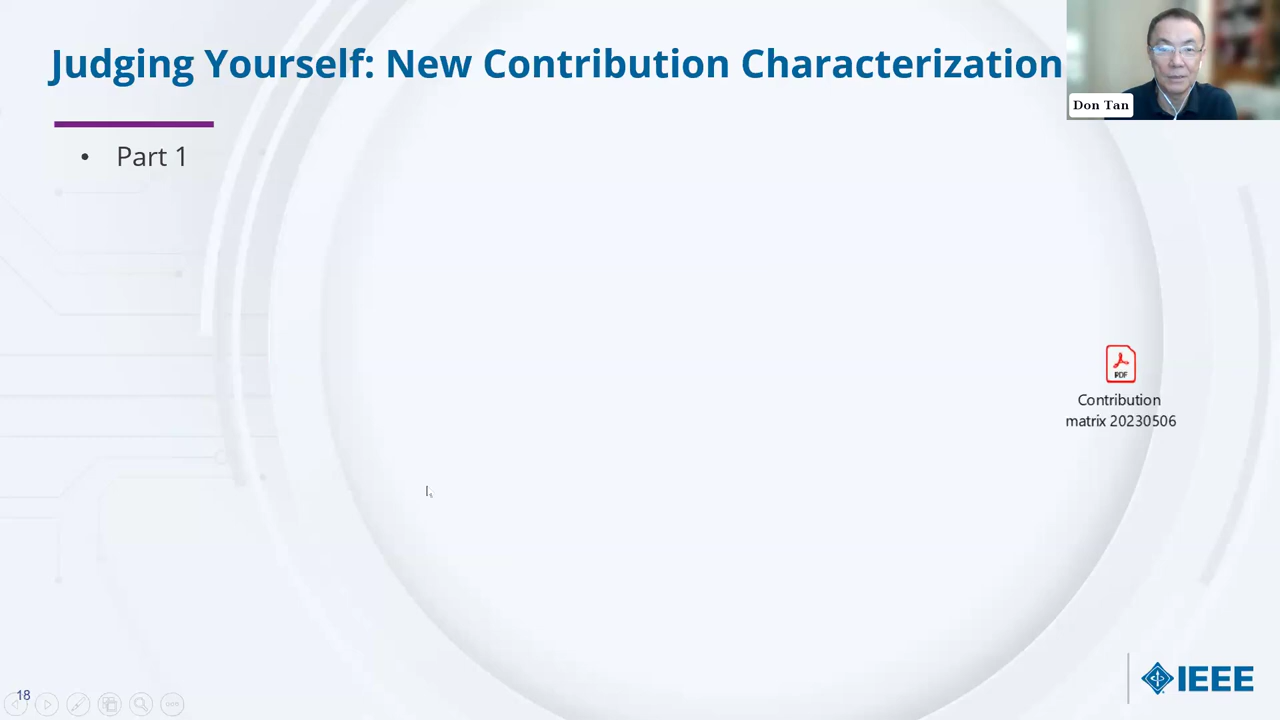 Judging Yourself: New Contribution Characterization
Don Tan
• Part 1
PDF
Contribution
matrix 20230506
18
IEEE